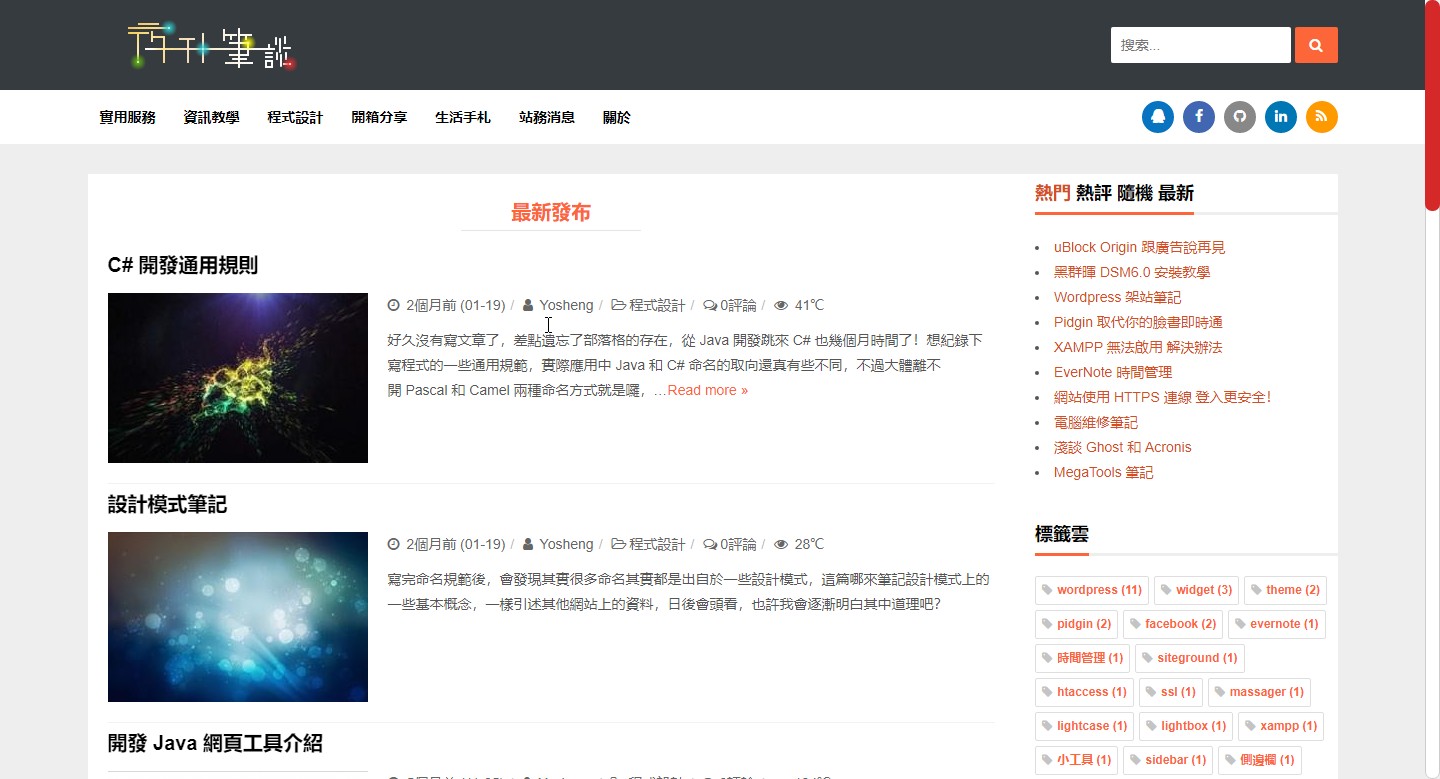 筆談
搜索...
實用服務 資訊教學 程式設計 開箱分享 生活手札 站務消息 關於
最新發布
C# 開發通用規則
2個月前 (01-19) / Yosheng / 程式設計 / 0評論 / 41℃
好久沒有寫文章了，差點遺忘了部落格的存在，從 Java 開發跳來 C# 也幾個月時間了！想紀錄下
寫程式的一些通用規範，實際應用中 Java 和 C# 命名的取向還真有些不同，不過大體離不
開 Pascal 和 Camel 兩種命名方式就是囉，...Read more »
設計模式筆記
2個月前 (01-19) / Yosheng / 程式設計 / 0評論 / 28℃
寫完命名規範後，會發現其實很多命名其實都是出自於一些設計模式，這篇哪來筆記設計模式上的
一些基本概念，一樣引述其他網站上的資料，日後會頭看，也許我會逐漸明白其中道理吧?
開發 Java 網頁工具介紹
熱門 熱評 隨機 最新
uBlock Origin 跟廣告說再見
黑群暉 DSM6.0 安裝教學
Wordpress 架站筆記
Pidgin 取代你的臉書即時通
XAMPP 無法啟用 解決辦法
EverNote 時間管理
網站使用 HTTPS 連線 登入更安全!
電腦維修筆記
淺談 Ghost 和 Acronis
MegaTools 筆記
標籤雲
wordpress (11) widget (3) theme (2)
pidgin (2) facebook (2) evernote (1)
時間管理 (1) siteground (1)
htaccess (1) ssl (1) massager (1)
lightcase (1) lightbox (1) xampp (1)
小工具 (1) sidebar (1) 側邊欄 (1)